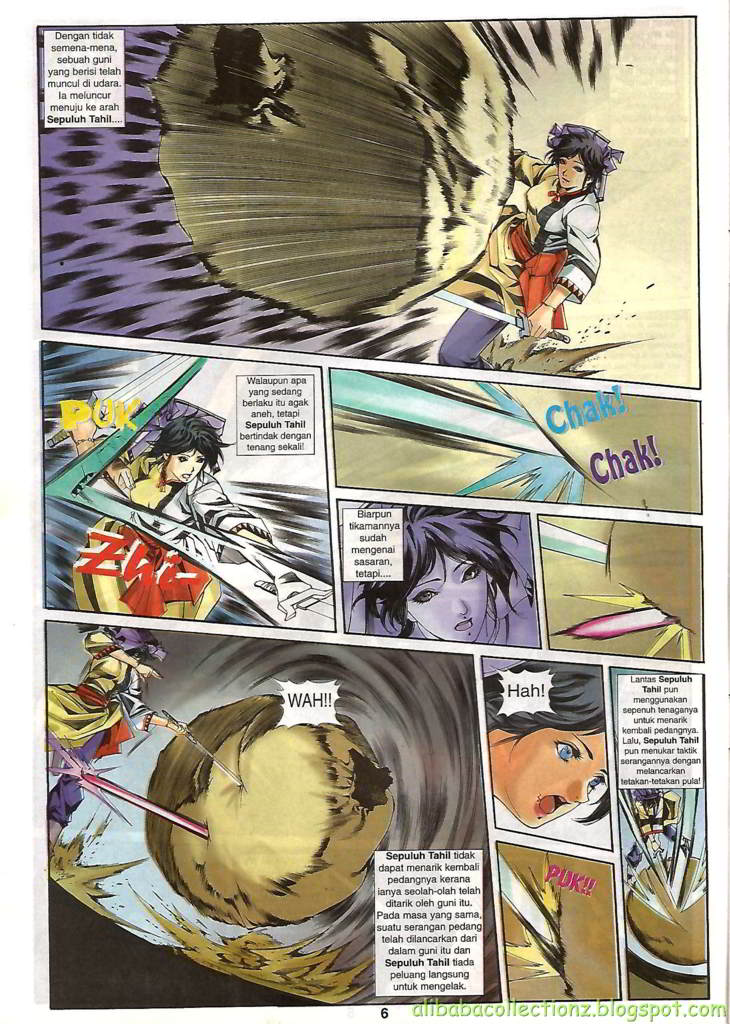 Dengan tidak
semena-mena,
sebuah guni
yang berisi telah
muncul di udara.
Ia meluncur
menuju ke arah
Sepuluh Tahil....
Walaupun apa
yang sedang
berlaku itu agak
aneh, tetapi
Sepuluh Tahil
bertindak dengan
tenang sekali!
PUK
Chak!
Chak!
Biarpun
tikamannya
sudah
mengenai
sasaran,
tetapi....
WAH!!
Hah!
Lantas Sepuluh
Tahil pun
menggunakan
sepenuh tenaganya
untuk menarik
kembali pedangnya.
Lalu, Sepuluh Tahil
pun menukar taktik
serangannya dengan
melancarkan
tetakan-tetakan pula!
Sepuluh Tahil tidak
dapat menarik kembali
pedangnya kerana
ianya seolah-olah telah
ditarik oleh guni itu.
Pada masa yang sama,
suatu serangan pedang
telah dilancarkan dari
dalam guni itu dan
Sepuluh Tahil tiada
peluang langsung
untuk mengelak.
PUK!!
6
alibabacollectionz.blogspot.com